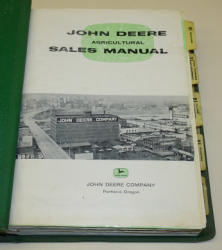 JOHN DEERE
AGRICULTURAL
SALES MANUAL
JOHN DEERE COMPANY
JOHN DEERE COMPANY
Portland, Oregon